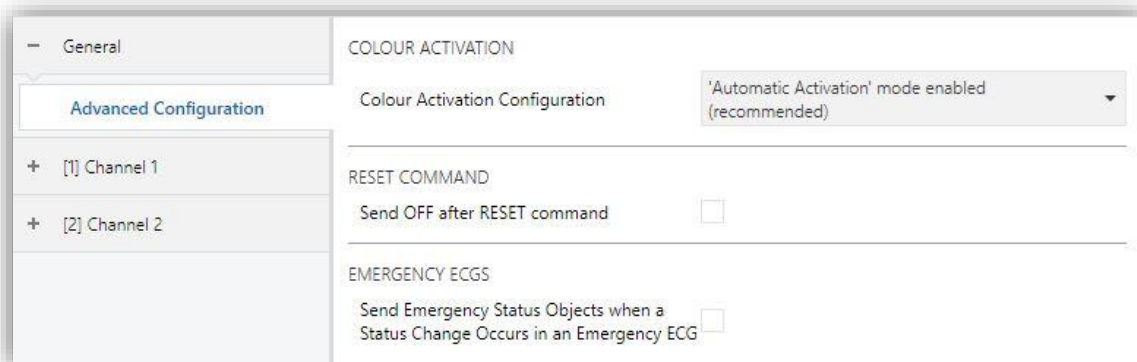 General
Advanced Configuration
[1] Channel 1
[2] Channel 2
COLOUR ACTIVATION
Colour Activation Configuration
'Automatic Activation' mode enabled
(recommended)
RESET COMMAND
Send OFF after RESET command
EMERGENCY ECGS
Send Emergency Status Objects when a
Status Change Occurs in an Emergency ECG